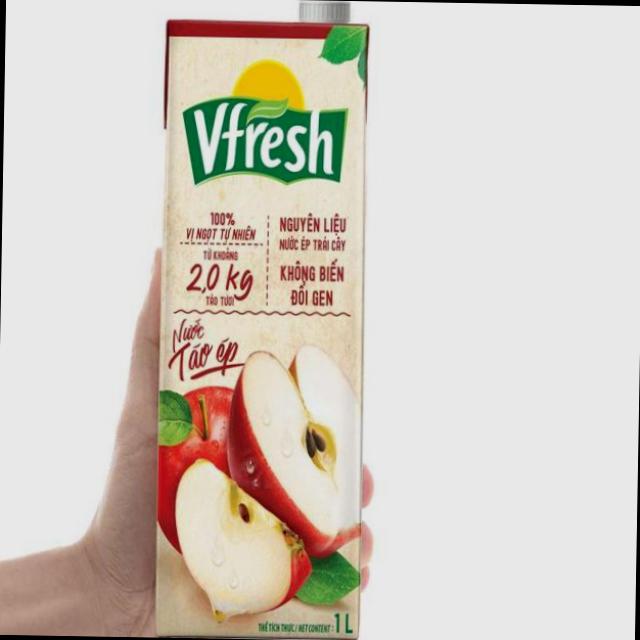 Vfresh
100%
VỊ NGỌT TỰ NHIÊN
TỪ KHOẢNG
2,0 kg
TÁO TƯƠI
NGUYÊN LIỆU
NƯỚC ÉP TRÁI CÂY
KHÔNG BIẾN
ĐỔI GEN
Nước
Táo ép
THỂ TÍCH THỰC / NET CONTENT : 1 L